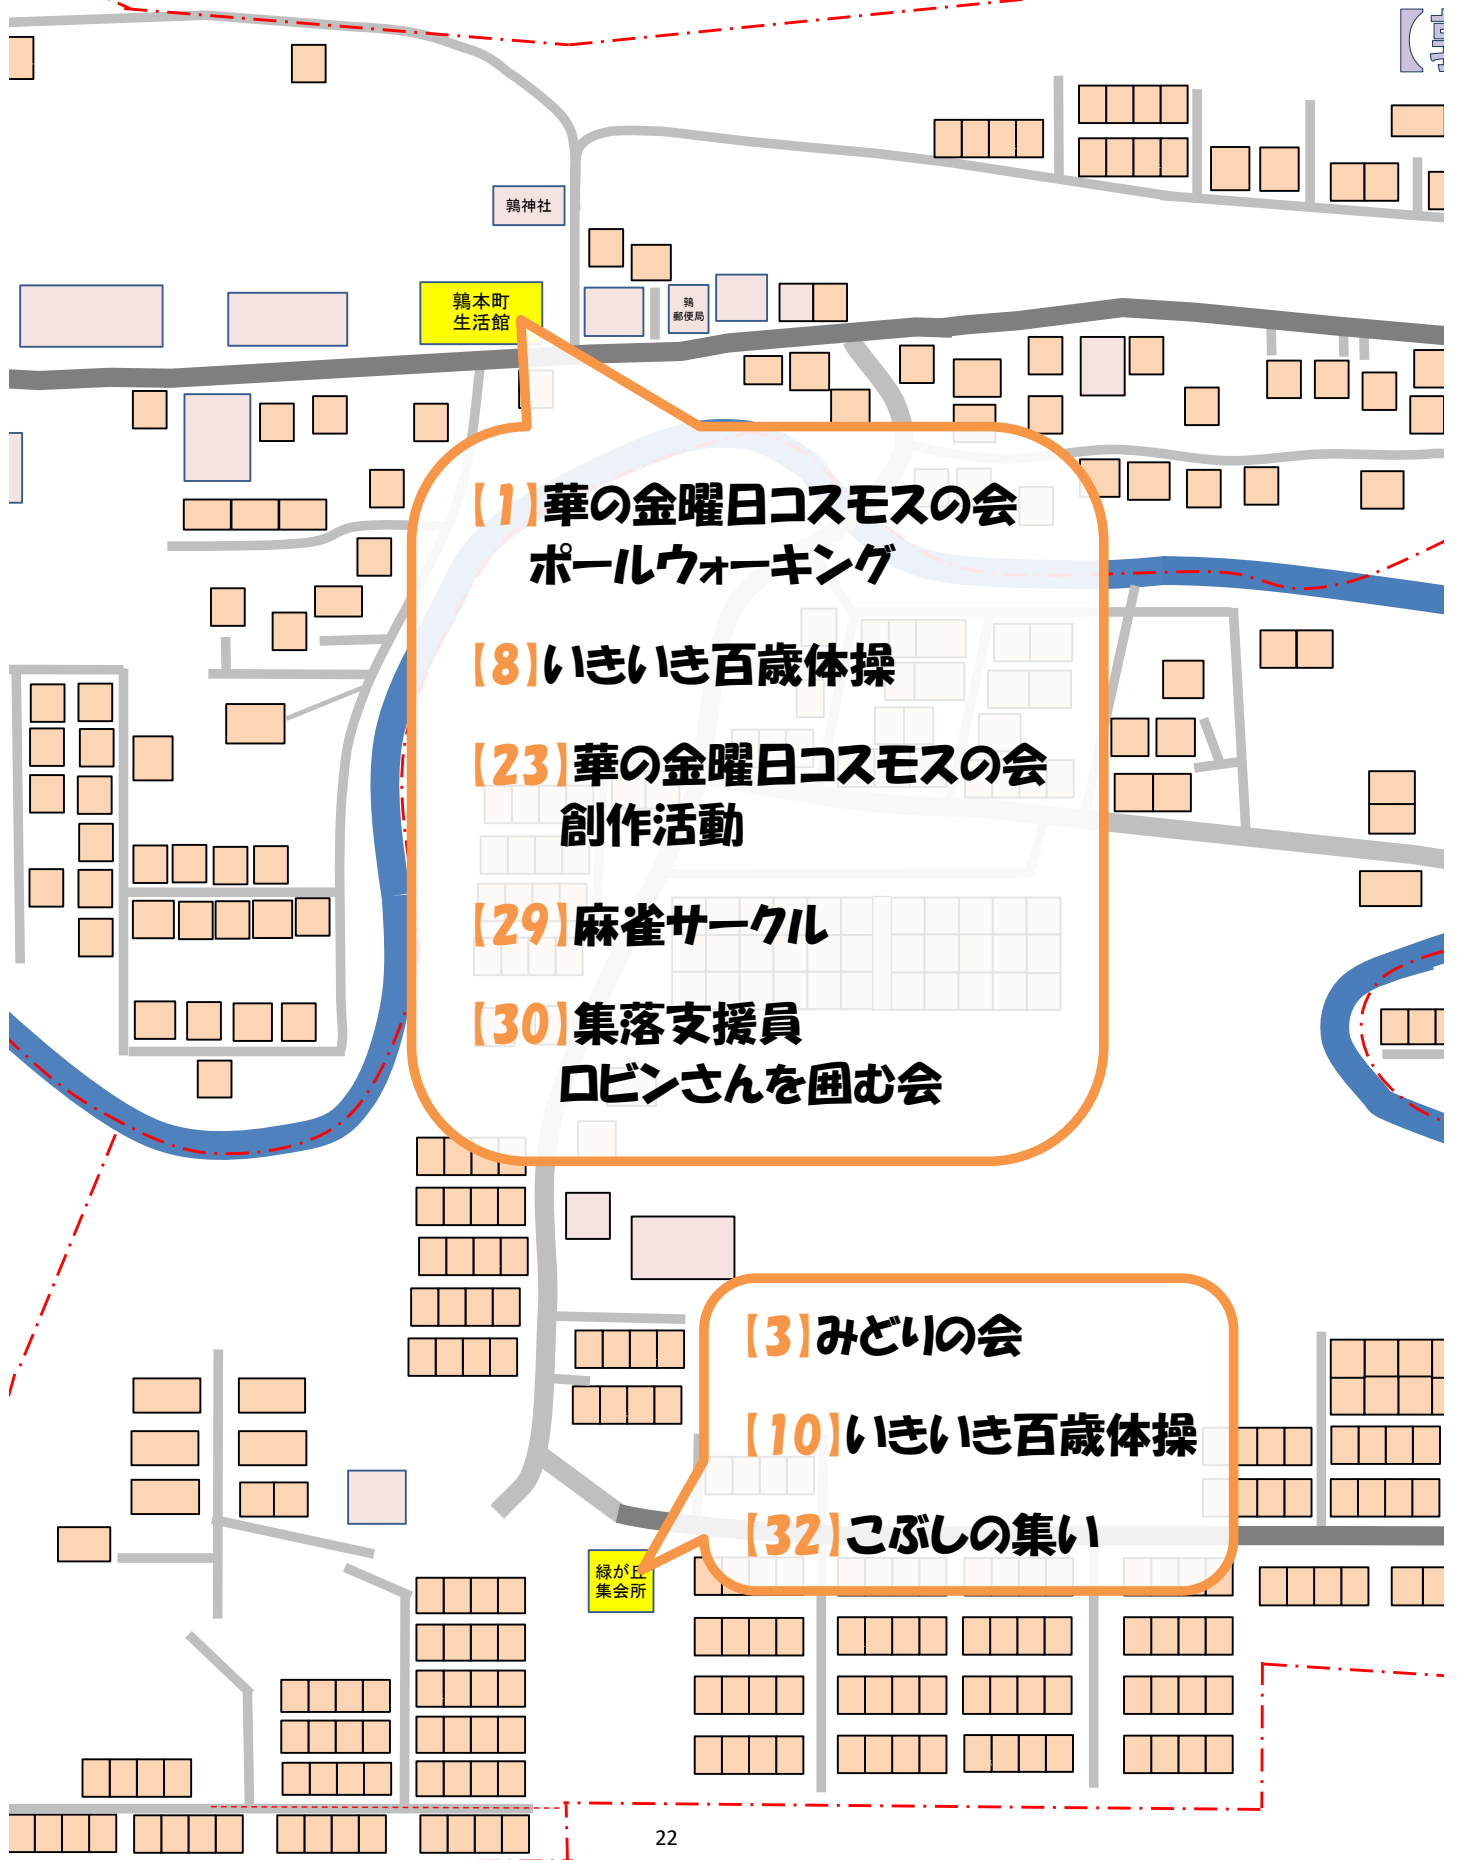 鶉神社
鶉本町
生活館
鶉
郵便局
【1】華の金曜日コスモスの会
ポールウォーキング
【8】いきいき百歳体操
【23】華の金曜日コスモスの会
創作活動
【29】麻雀サークル
【30】集落支援員
ロビンさんを囲む会
【3】みどりの会
【10】いきいき百歳体操
【32】こぶしの集い
緑が丘
集会所
22